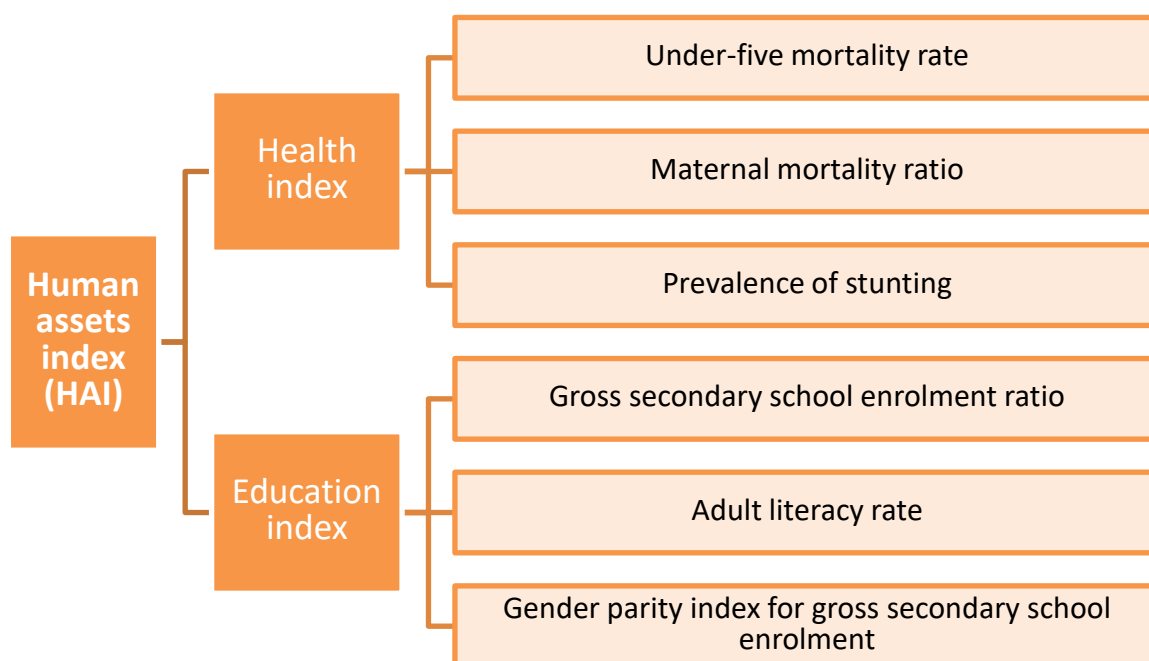 Human
assets
index
(HAI)
Health
index
Under-five mortality rate
Maternal mortality ratio
Prevalence of stunting
Education
index
Gross secondary school enrolment ratio
Adult literacy rate
Gender parity index for gross secondary school
enrolment